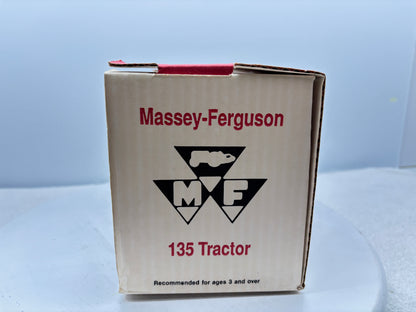 Massey-Ferguson
M F
135 Tractor
Recommended for ages 3 and over